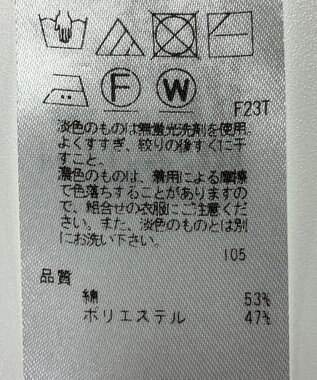 F W
F23T
淡色のものは無蛍光洗剤を使用
よくすすぎ、絞りの後すぐに干
すこと。
濃色のものは、着用による摩擦
で色落ちすることがありますの
で、組合せの衣服にご注意くださ
い。また、淡色のものとは別
にお洗い下さい。
105
品質
綿 53%
ポリエステル 47%